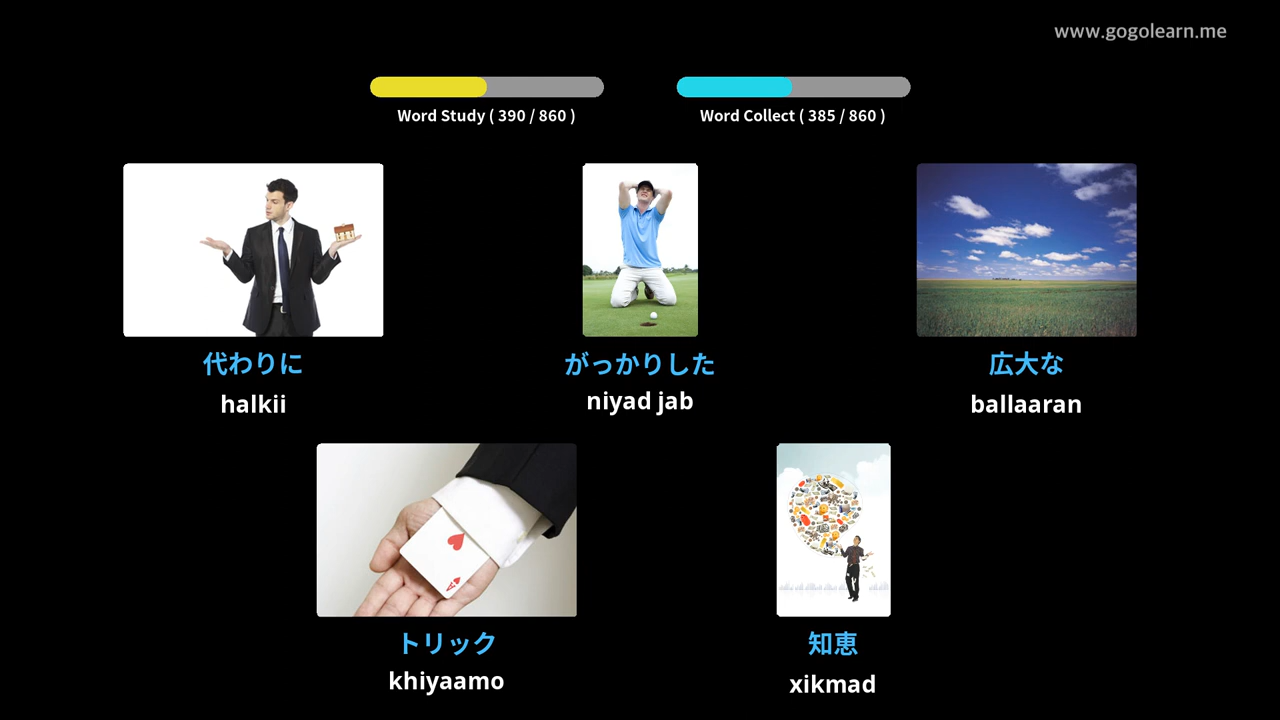 www.gogolearn.me
Word Study ( 390 / 860 )
Word Collect ( 385 / 860 )
代わりに
halkii
がっかりした
niyad jab
広大な
ballaaran
トリック
khiyaamo
知恵
xikmad